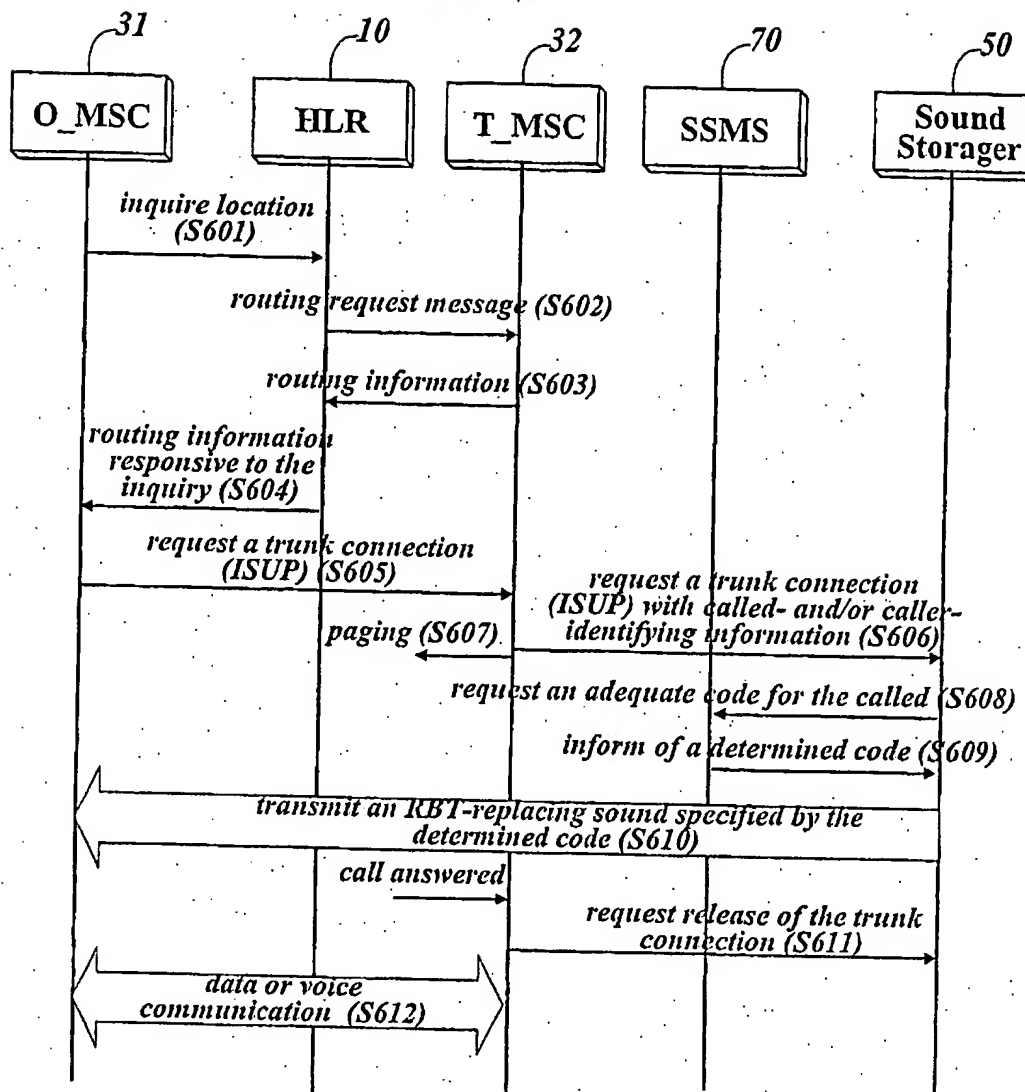 31
10
32
70
50
O_MSC
HLR
T_MSC
SSMS
Sound
Storager
inquire location
(S601)
routing request message (S602)
routing information (S603)
routing information
responsive to the
inquiry (S604)
request a trunk connection
(ISUP) (S605)
request a trunk connection
(ISUP) with called- and/or caller-
identifying information (S606)
paging (S607)
request an adequate code for the called (S608)
inform of a determined code (S609)
transmit an RBT-replacing sound specified by the
determined code (S610)
call answered
request release of the trunk
connection (S611)
data or voice
communication (S612)